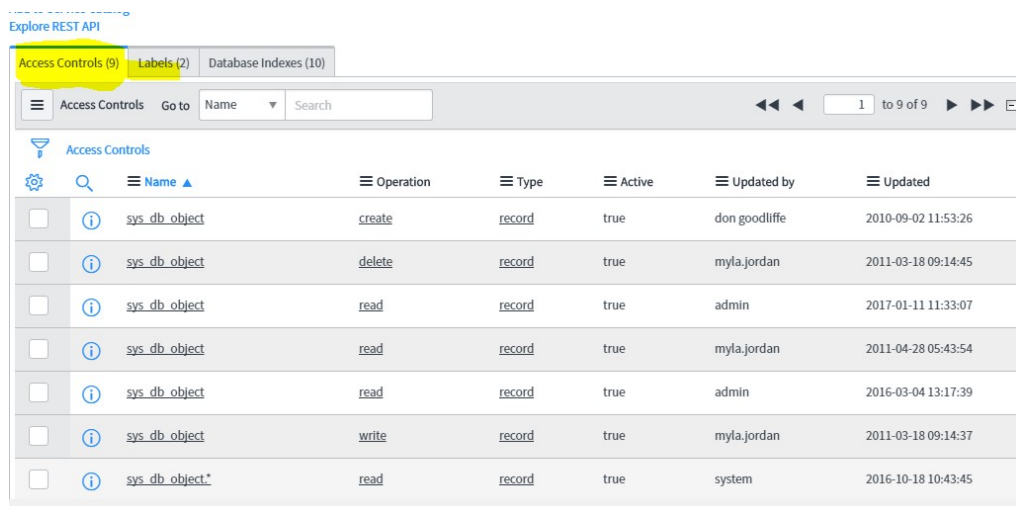 Explore REST API
Access Controls (9) Labels (2) Database Indexes (10)
Access Controls Go to Name Search 1 to 9 of 9
Access Controls
Name Operation Type Active Updated by Updated
sys_db_object create record true don goodliffe 2010-09-02 11:53:26
sys_db_object delete record true myla.jordan 2011-03-18 09:14:45
sys_db_object read record true admin 2017-01-11 11:33:07
sys_db_object read record true myla.jordan 2011-04-28 05:43:54
sys_db_object read record true admin 2016-03-04 13:17:39
sys_db_object write record true myla.jordan 2011-03-18 09:14:37
sys_db_object.* read record true system 2016-10-18 10:43:45